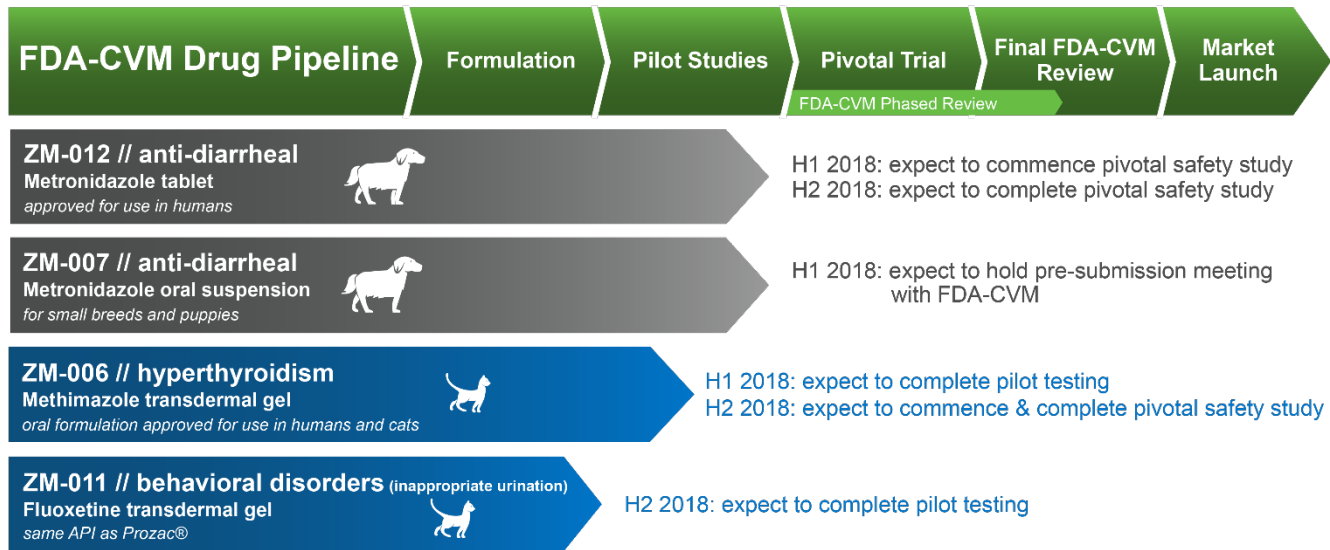 FDA-CVM Drug Pipeline
Formulation
Pilot Studies
Pivotal Trial
Final FDA-CVM
Review
Market
Launch
FDA-CVM Phased Review
ZM-012 // anti-diarrheal
Metronidazole tablet
approved for use in humans
H1 2018: expect to commence pivotal safety study
H2 2018: expect to complete pivotal safety study
ZM-007 // anti-diarrheal
Metronidazole oral suspension
for small breeds and puppies
H1 2018: expect to hold pre-submission meeting
with FDA-CVM
ZM-006 // hyperthyroidism
Methimazole transdermal gel
oral formulation approved for use in humans and cats
H1 2018: expect to complete pilot testing
H2 2018: expect to commence & complete pivotal safety study
ZM-011 // behavioral disorders (inappropriate urination)
Fluoxetine transdermal gel
same API as Prozac®
H2 2018: expect to complete pilot testing